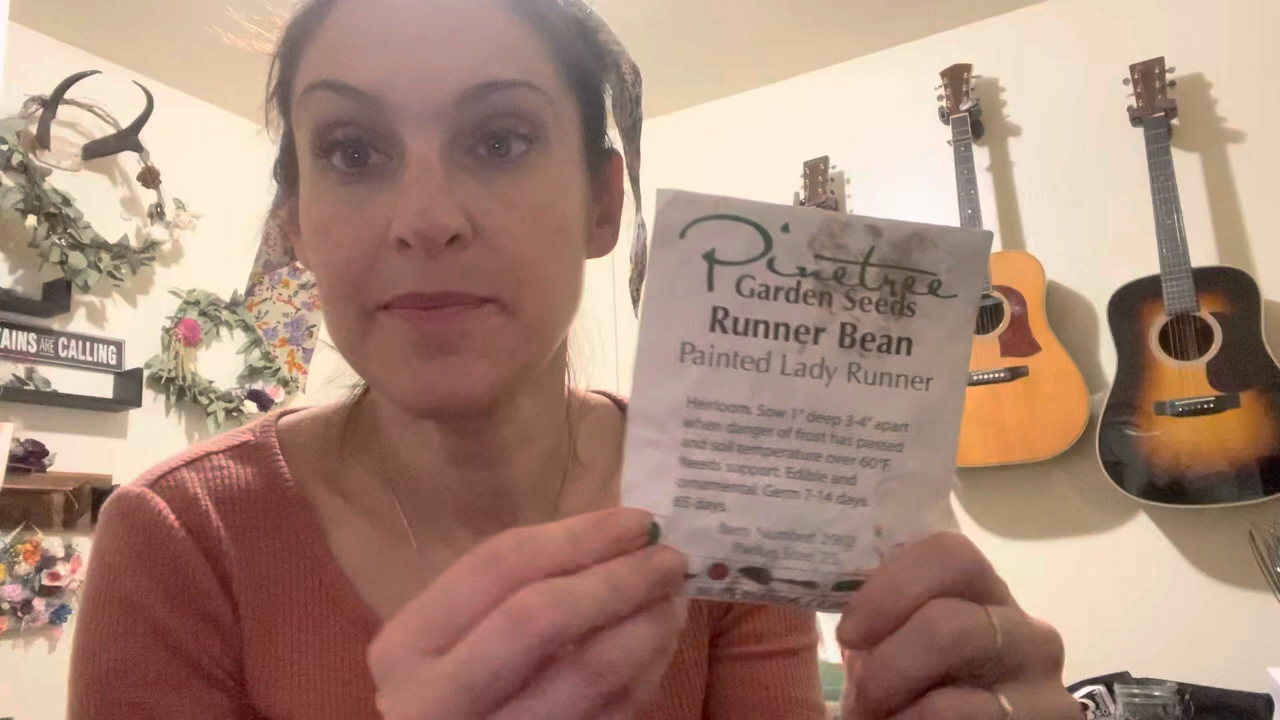 AINS ARE CALLING
Pinetree
Garden Seeds
Runner Bean
Painted Lady Runner
Heirloom. Sow 1" deep 3-4" apart
when danger of frost has passed
and soil temperature over 60°F.
Needs support. Edible and
ornamental. Germ 7-14 days.
65 days.
Item Number